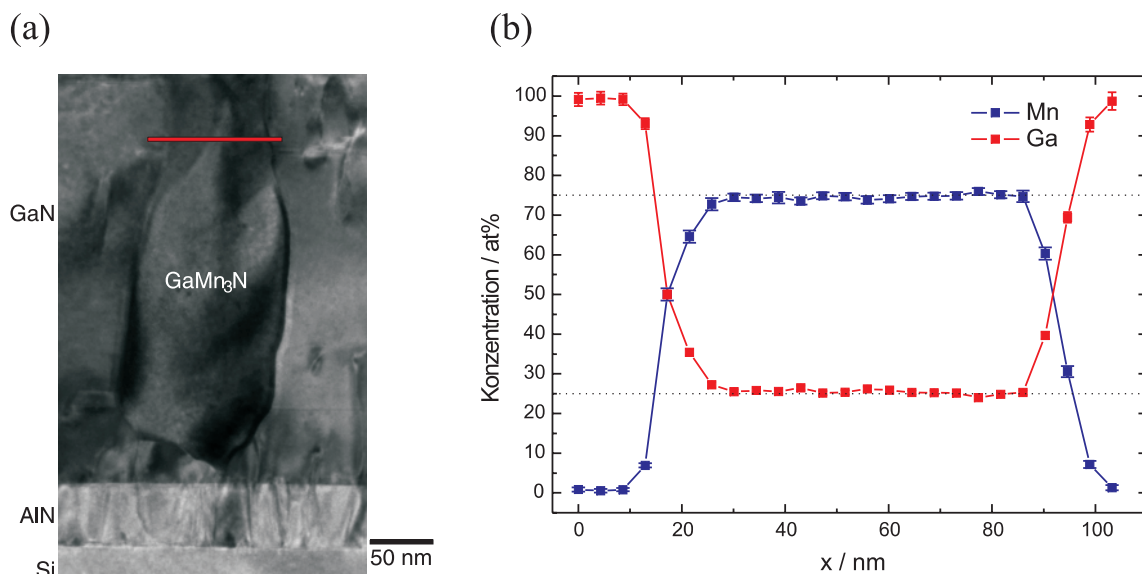 (a)
(b)
GaN
GaMn₃N
AlN
Si
50 nm
Konzentration / at%
100
90
80
70
60
50
40
30
20
10
0
Mn
Ga
0 20 40 60 80 100
x / nm